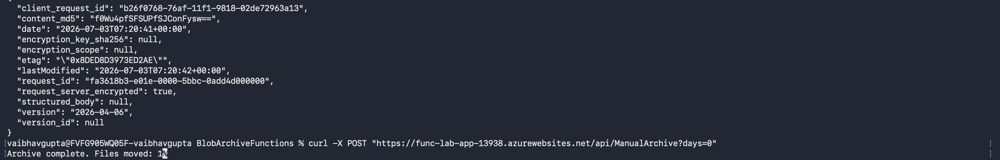 "client_request_id": "b26f0768-76af-11f1-9818-02de72963a13",
"content_md5": "f0Wu4pfSFSUPfSJConFysw==",
"date": "2026-07-03T07:20:41+00:00",
"encryption_key_sha256": null,
"encryption_scope": null,
"etag": "\"0x8DED8D3973ED2AE\"",
"lastModified": "2026-07-03T07:20:42+00:00",
"request_id": "fa3618b3-e01e-0000-5bbc-0add4d000000",
"request_server_encrypted": true,
"structured_body": null,
"version": "2026-04-06",
"version_id": null
}
[vaibhavgupta@FVFG905WQ05F-vaibhavgupta BlobArchiveFunctions % curl -X POST "https://func-lab-app-13938.azurewebsites.net/api/ManualArchive?days=0" ]
[Archive complete. Files moved: 1% ]